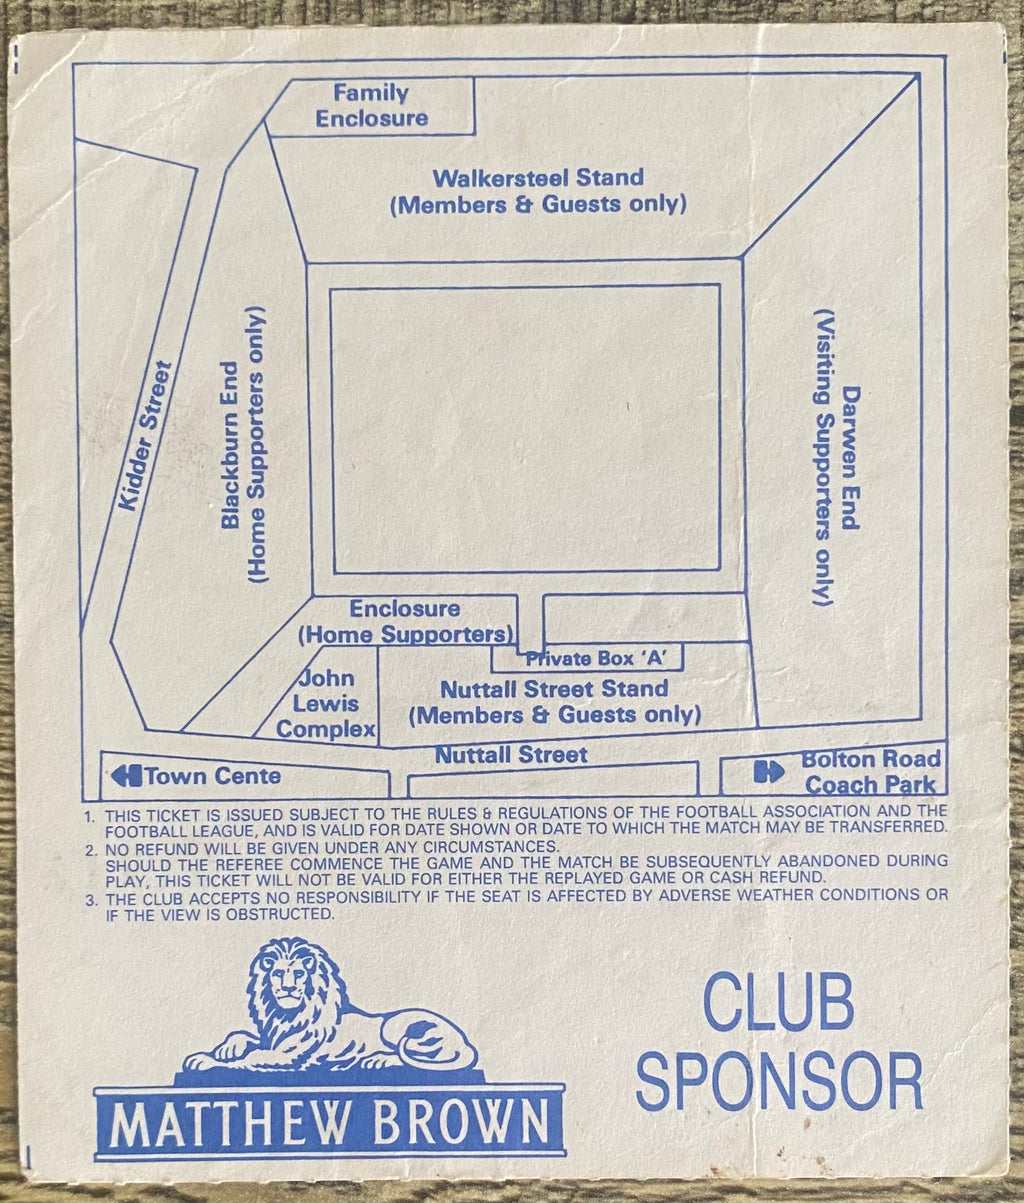 Family
Enclosure
Walkersteel Stand
(Members & Guests only)
Kidder Street
Blackburn End
(Home Supporters only)
Darwen End
(Visiting Supporters only)
Enclosure
(Home Supporters)
Private Box ‘A’
John
Lewis
Complex
Nuttall Street Stand
(Members & Guests only)
Nuttall Street
Town Cente
Bolton Road
Coach Park
1. THIS TICKET IS ISSUED SUBJECT TO THE RULES & REGULATIONS OF THE FOOTBALL ASSOCIATION AND THE
FOOTBALL LEAGUE, AND IS VALID FOR DATE SHOWN OR DATE TO WHICH THE MATCH MAY BE TRANSFERRED.
2. NO REFUND WILL BE GIVEN UNDER ANY CIRCUMSTANCES.
SHOULD THE REFEREE COMMENCE THE GAME AND THE MATCH BE SUBSEQUENTLY ABANDONED DURING
PLAY, THIS TICKET WILL NOT BE VALID FOR EITHER THE REPLAYED GAME OR CASH REFUND.
3. THE CLUB ACCEPTS NO RESPONSIBILITY IF THE SEAT IS AFFECTED BY ADVERSE WEATHER CONDITIONS OR
IF THE VIEW IS OBSTRUCTED.
MATTHEW BROWN
CLUB
SPONSOR